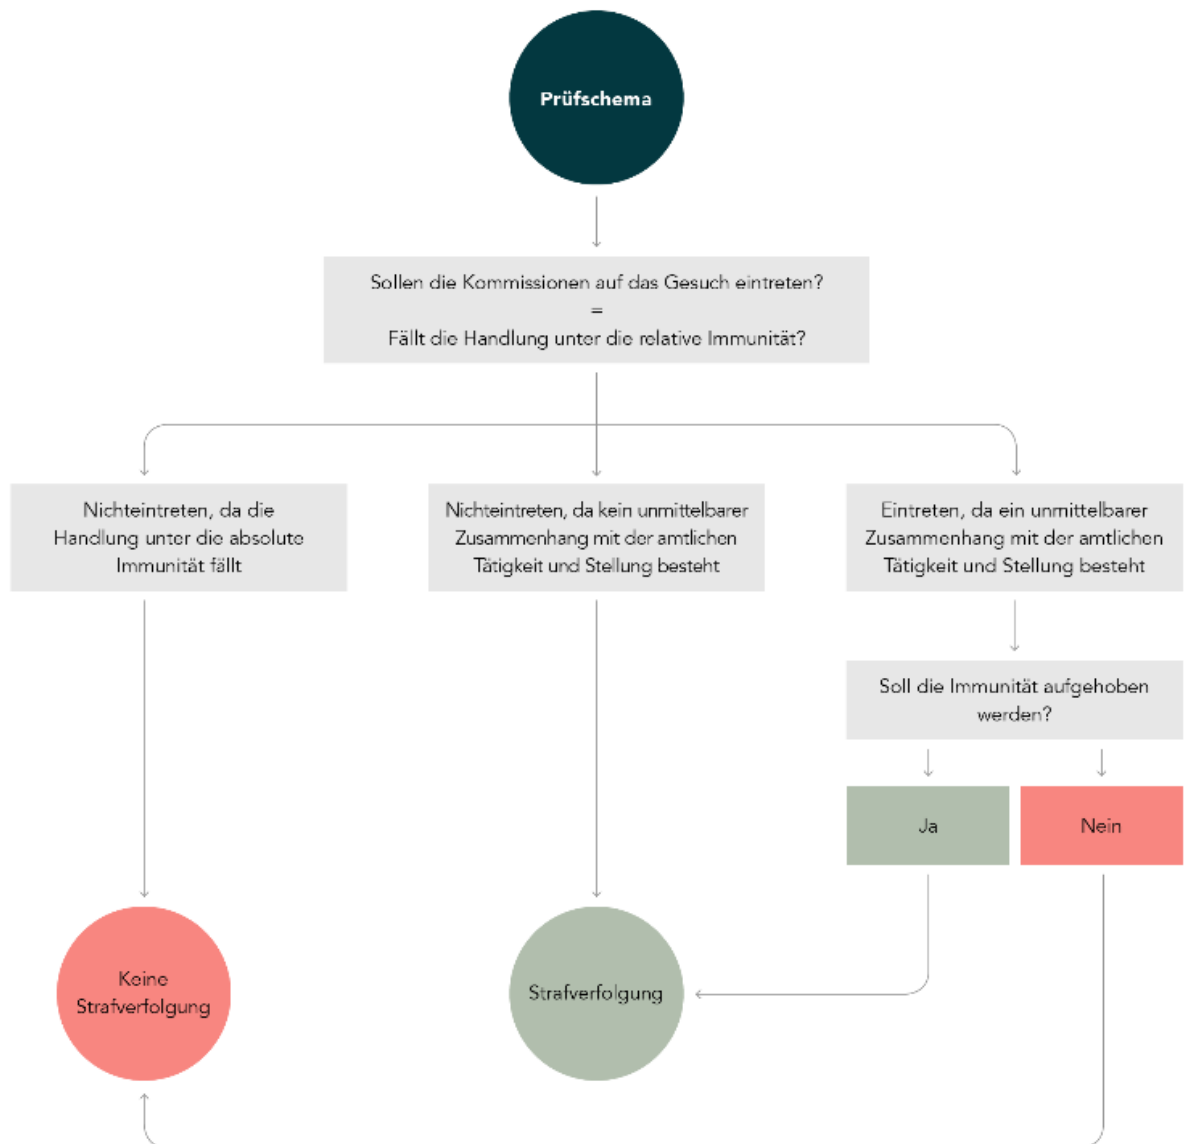 Prüfschema
Sollen die Kommissionen auf das Gesuch eintreten?
=
Fällt die Handlung unter die relative Immunität?
Nichteintreten, da die
Handlung unter die absolute
Immunität fällt
Nichteintreten, da kein unmittelbarer
Zusammenhang mit der amtlichen
Tätigkeit und Stellung besteht
Eintreten, da ein unmittelbarer
Zusammenhang mit der amtlichen
Tätigkeit und Stellung besteht
Soll die Immunität aufgehoben
werden?
Ja
Nein
Keine
Strafverfolgung
Strafverfolgung